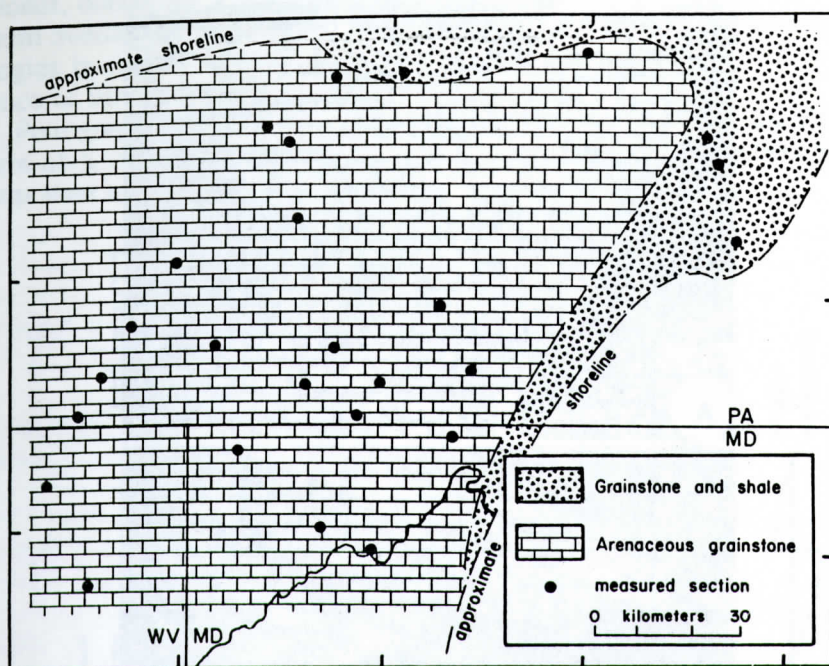 approximate shoreline
shoreline
approximate
PA
MD
WV MD
Grainstone and shale
Arenaceous grainstone
measured section
0 kilometers 30